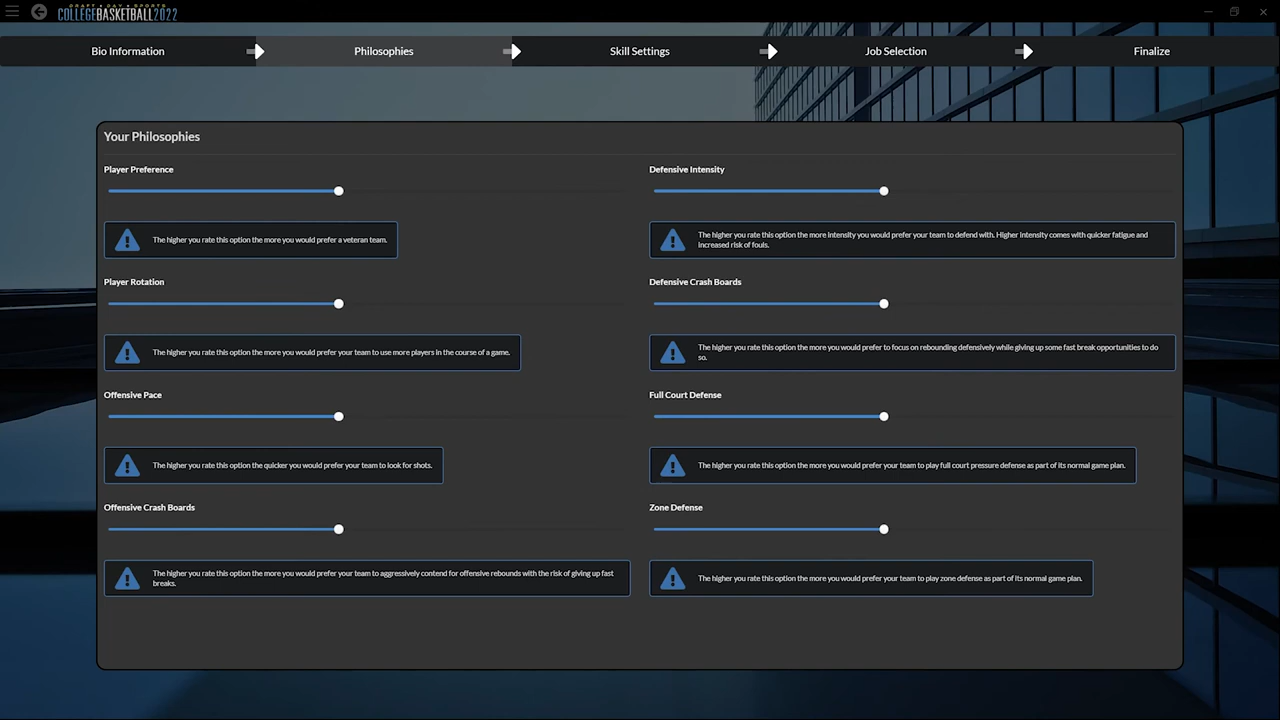 DRAFT DAY SPORTS
COLLEGE BASKETBALL 2022
Bio Information
Philosophies
Skill Settings
Job Selection
Finalize
Your Philosophies
Player Preference
The higher you rate this option the more you would prefer a veteran team.
Player Rotation
The higher you rate this option the more you would prefer your team to use more players in the course of a game.
Offensive Pace
The higher you rate this option the quicker you would prefer your team to look for shots.
Offensive Crash Boards
The higher you rate this option the more you would prefer your team to aggressively contend for offensive rebounds with the risk of giving up fast
breaks.
Defensive Intensity
The higher you rate this option the more intensity you would prefer your team to defend with. Higher intensity comes with quicker fatigue and
increased risk of fouls.
Defensive Crash Boards
The higher you rate this option the more you would prefer to focus on rebounding defensively while giving up some fast break opportunities to do
so.
Full Court Defense
The higher you rate this option the more you would prefer your team to play full court pressure defense as part of its normal game plan.
Zone Defense
The higher you rate this option the more you would prefer your team to play zone defense as part of its normal game plan.